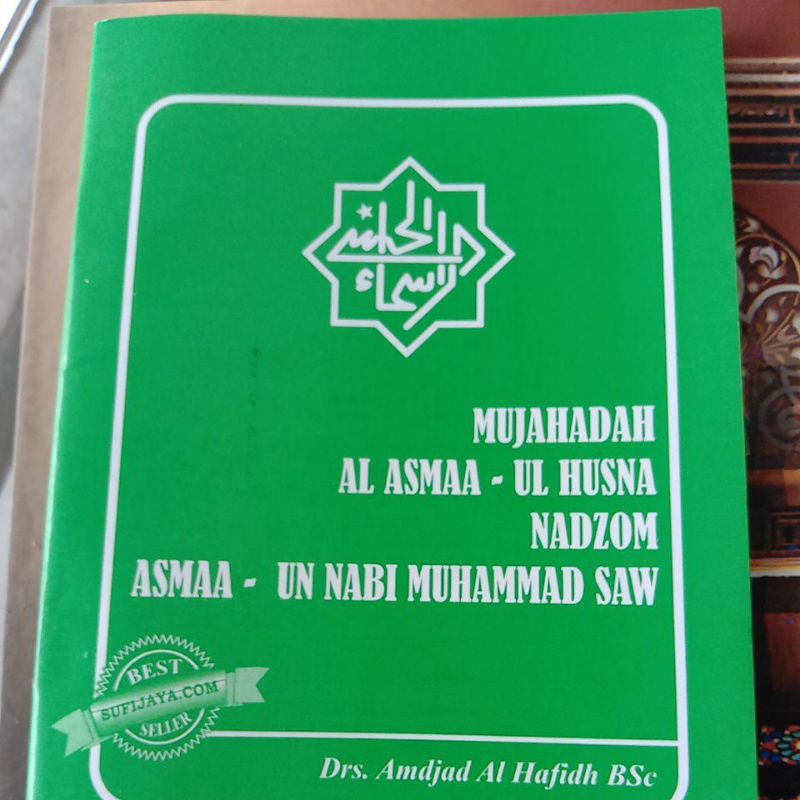 الأسماء الحسنى
MUJAHADAH
AL ASMAA - UL HUSNA
NADZOM
ASMAA - UN NABI MUHAMMAD SAW
BEST
SUFIJAYA.COM
SELLER
Drs. Amdjad Al Hafidh BSc